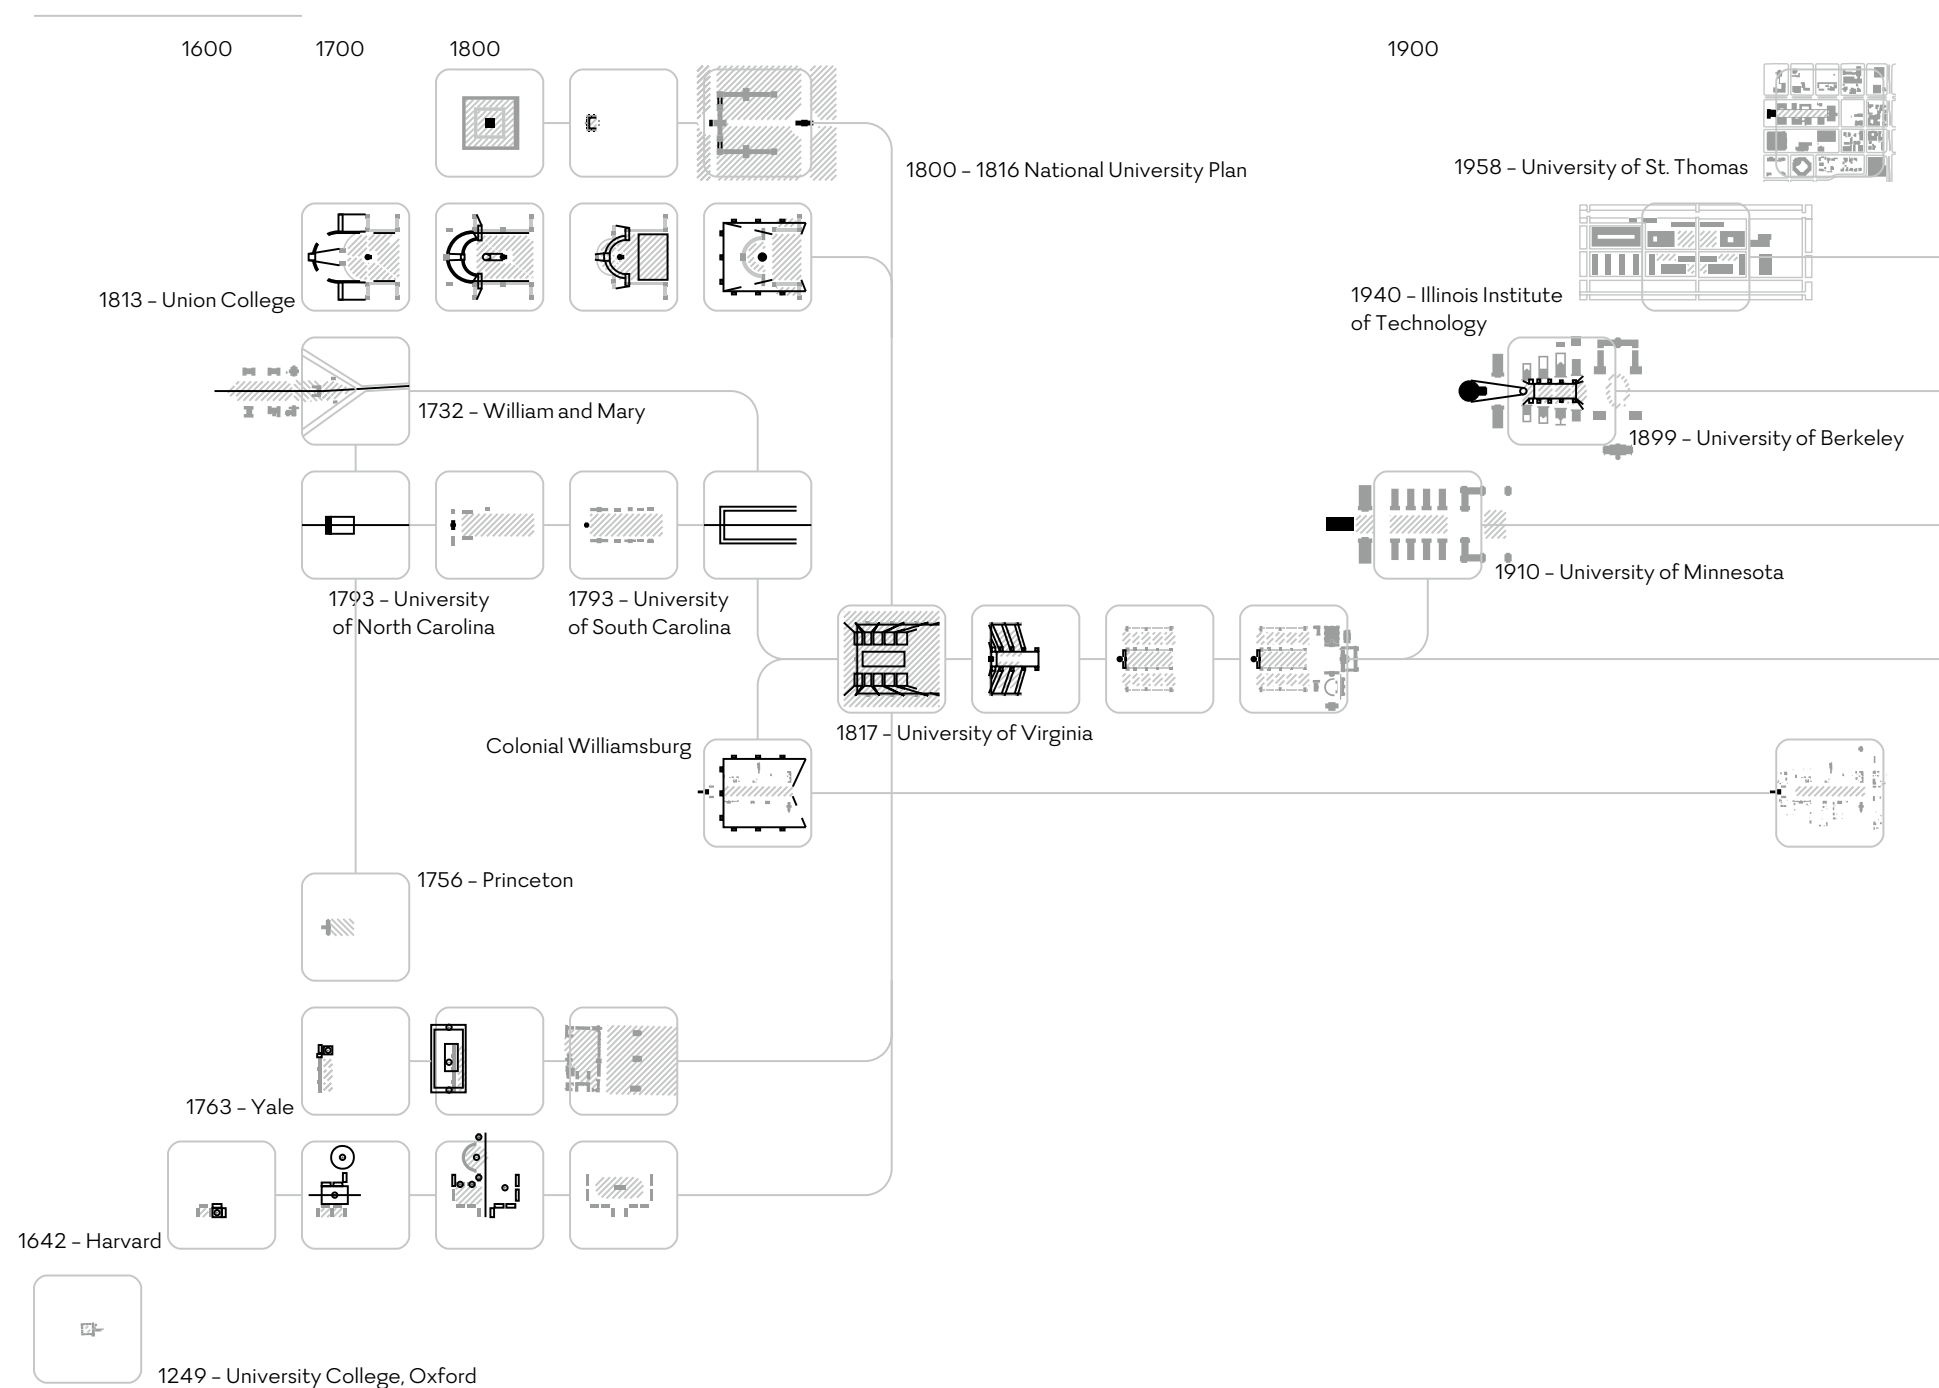 1600
1700
1800
1900
1800 – 1816 National University Plan
1958 – University of St. Thomas
1813 – Union College
1940 – Illinois Institute
of Technology
1732 – William and Mary
1899 – University of Berkeley
1793 – University
of North Carolina
1793 – University
of South Carolina
1910 – University of Minnesota
1817 – University of Virginia
Colonial Williamsburg
1756 – Princeton
1763 – Yale
1642 – Harvard
1249 – University College, Oxford